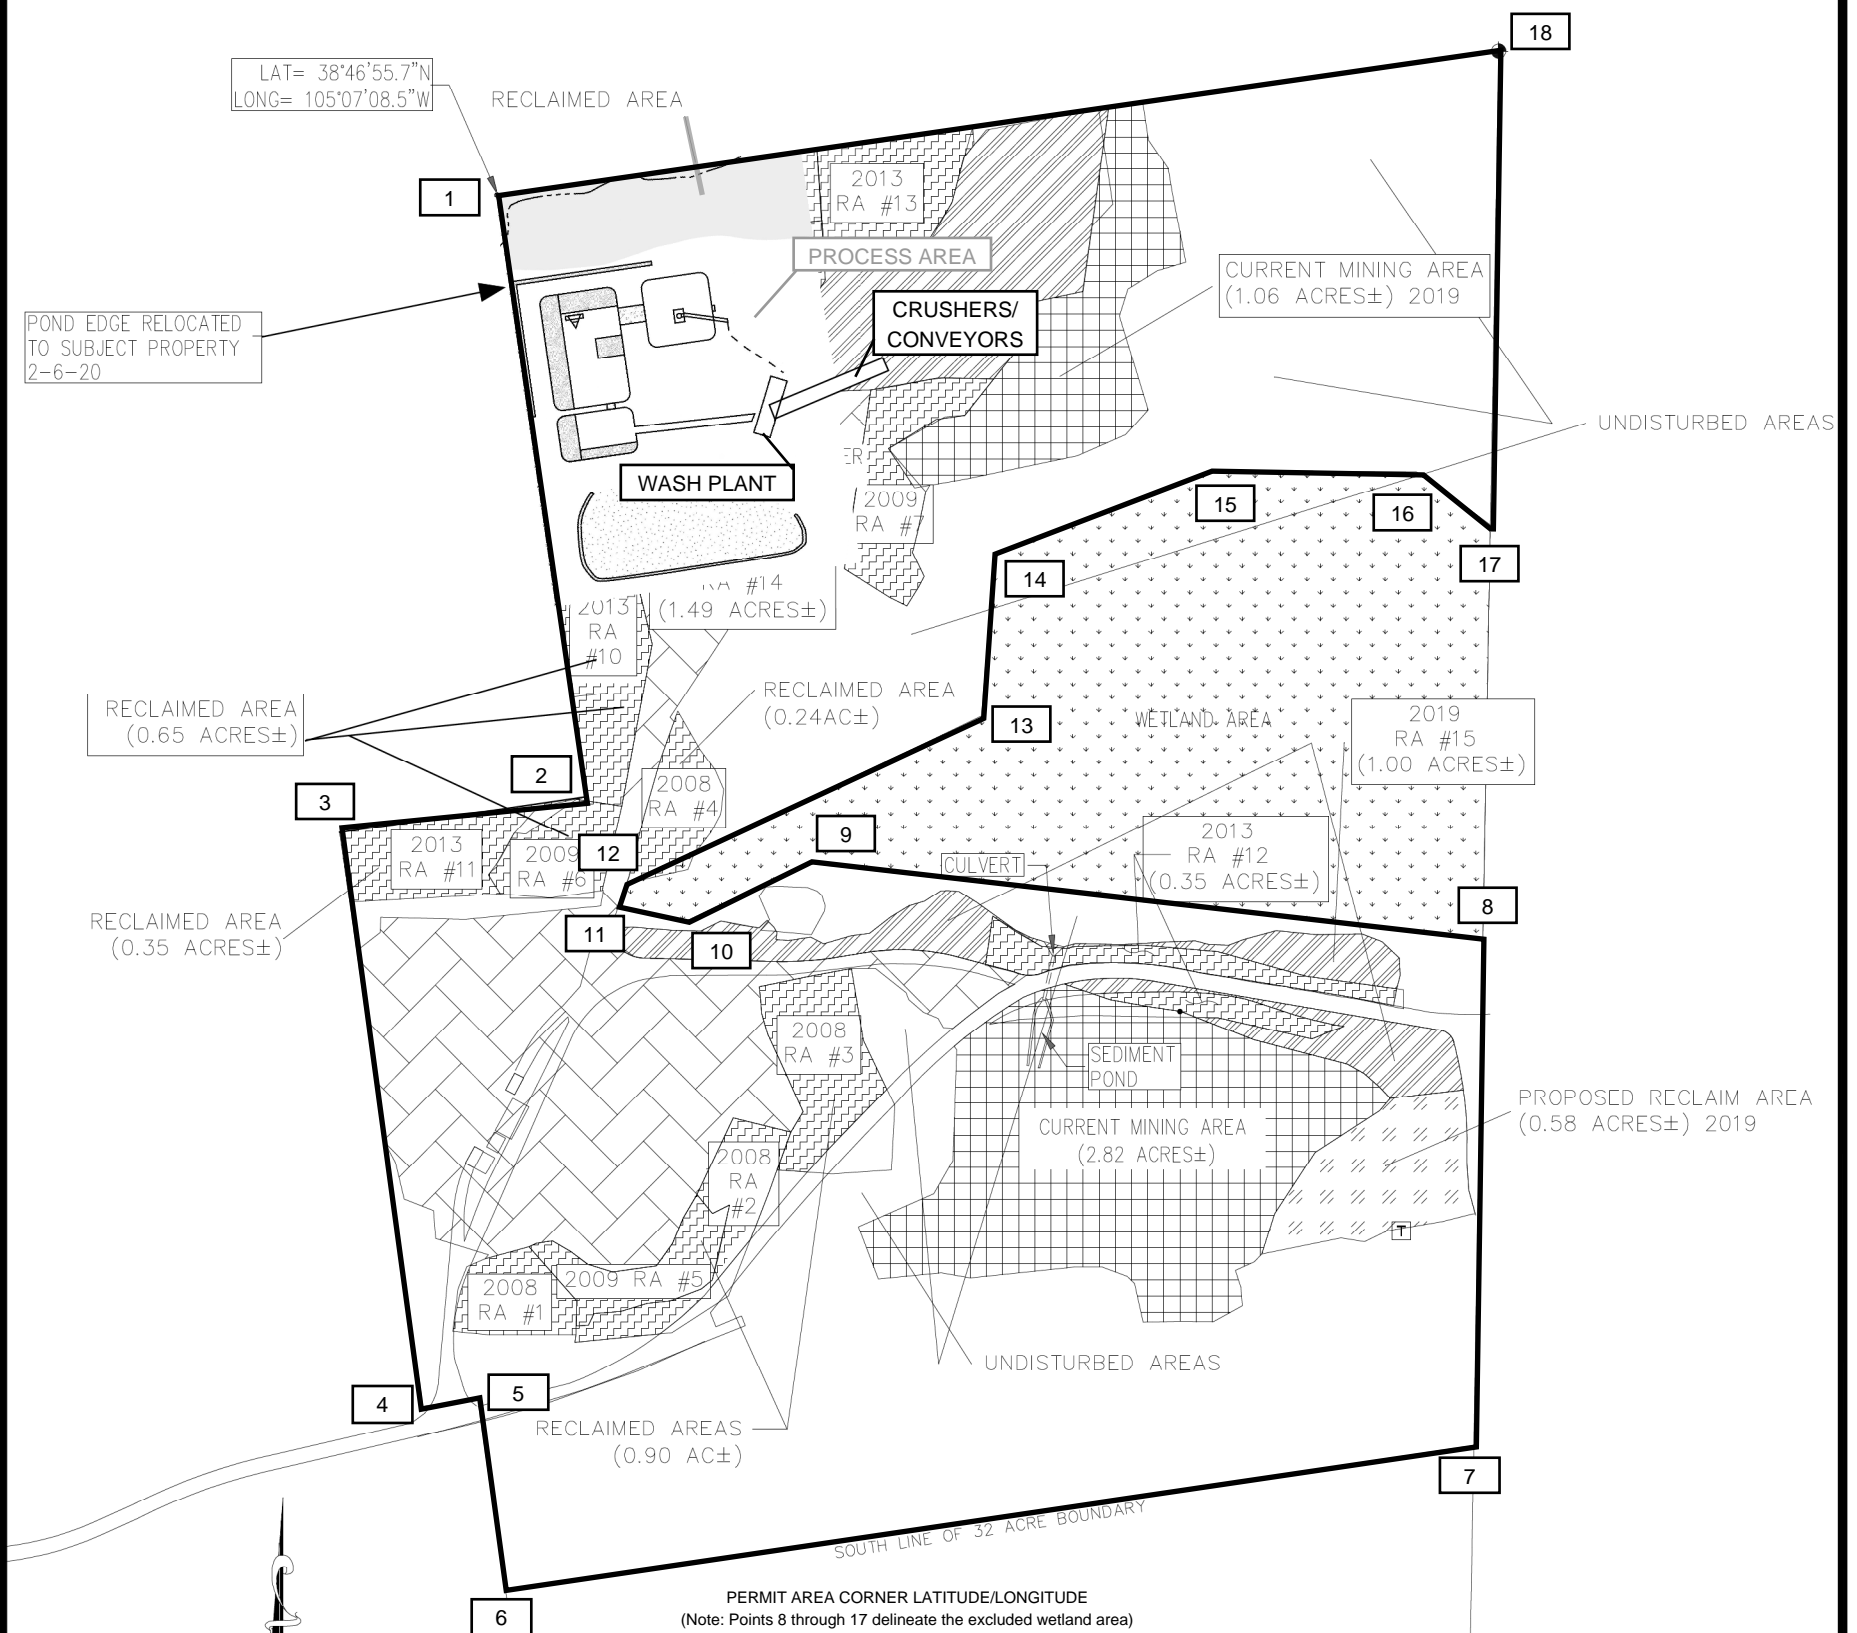 18
LAT= 38°46'55.7"N
LONG= 105°07'08.5"W
RECLAIMED AREA
1
2013
RA #13
PROCESS AREA
CURRENT MINING AREA
(1.06 ACRES±) 2019
CRUSHERS/
CONVEYORS
POND EDGE RELOCATED
TO SUBJECT PROPERTY
2-6-20
UNDISTURBED AREAS
ER
WASH PLANT
2009
RA #7
15
16
17
14
RA #14
(1.49 ACRES±)
2013
RA
#10
RECLAIMED AREA
(0.24AC±)
RECLAIMED AREA
(0.65 ACRES±)
13
WETLAND AREA
2019
RA #15
(1.00 ACRES±)
2
3
2008
RA #4
9
2013
RA #12
(0.35 ACRES±)
CULVERT
2013
RA #11
2009
RA #6
12
8
RECLAIMED AREA
(0.35 ACRES±)
11
10
2008
RA #3
SEDIMENT
POND
PROPOSED RECLAIM AREA
(0.58 ACRES±) 2019
CURRENT MINING AREA
(2.82 ACRES±)
2008
RA
#2
T
2008
RA #1
2009 RA #5
UNDISTURBED AREAS
4
5
RECLAIMED AREAS
(0.90 AC±)
7
SOUTH LINE OF 32 ACRE BOUNDARY
6
PERMIT AREA CORNER LATITUDE/LONGITUDE
(Note: Points 8 through 17 delineate the excluded wetland area)